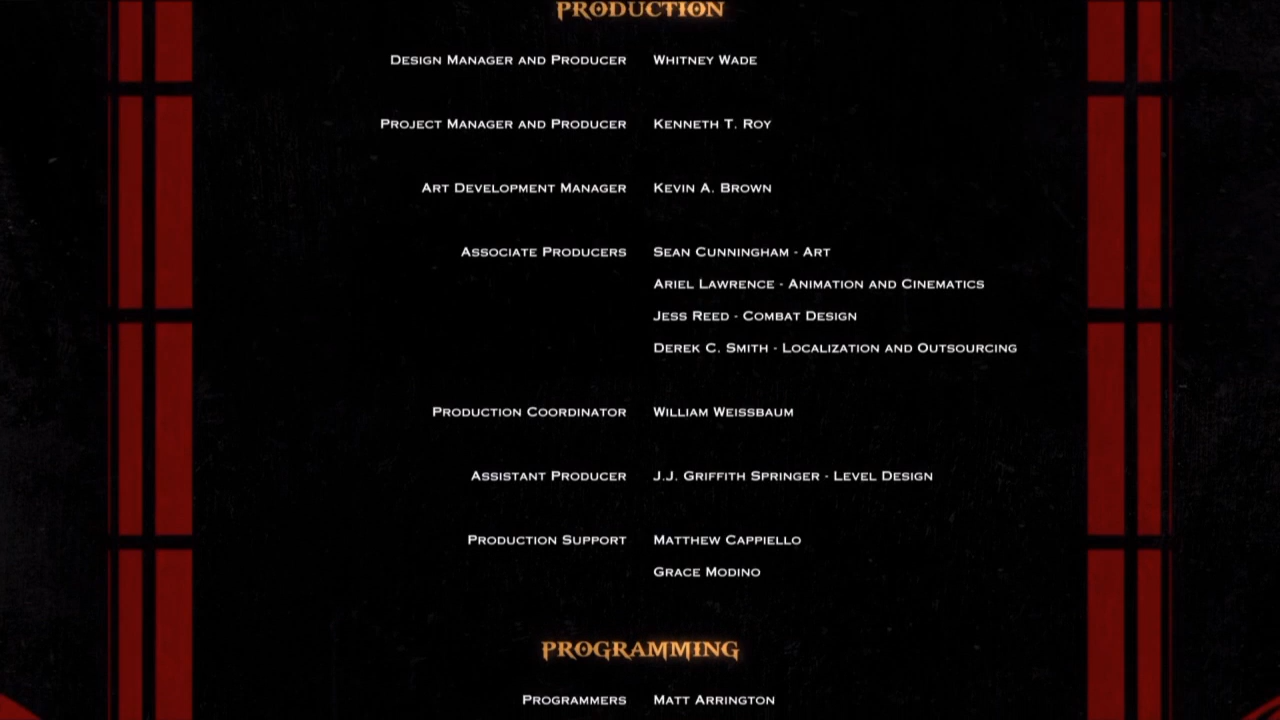 PRODUCTION
DESIGN MANAGER AND PRODUCER WHITNEY WADE
PROJECT MANAGER AND PRODUCER KENNETH T. ROY
ART DEVELOPMENT MANAGER KEVIN A. BROWN
ASSOCIATE PRODUCERS SEAN CUNNINGHAM - ART
ARIEL LAWRENCE - ANIMATION AND CINEMATICS
JESS REED - COMBAT DESIGN
DEREK C. SMITH - LOCALIZATION AND OUTSOURCING
PRODUCTION COORDINATOR WILLIAM WEISSBAUM
ASSISTANT PRODUCER J.J. GRIFFITH SPRINGER - LEVEL DESIGN
PRODUCTION SUPPORT MATTHEW CAPPIELLO
GRACE MODINO
PROGRAMMING
PROGRAMMERS MATT ARRINGTON